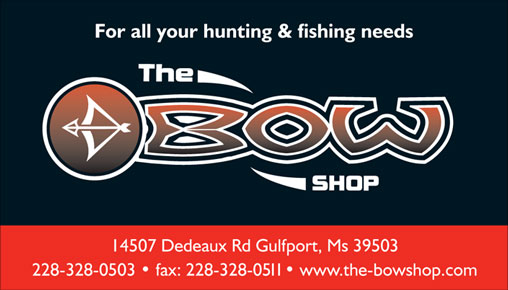 For all your hunting & fishing needs
The
BOW
SHOP
14507 Dedeaux Rd Gulfport, Ms 39503
228-328-0503 • fax: 228-328-0511 • www.the-bowshop.com